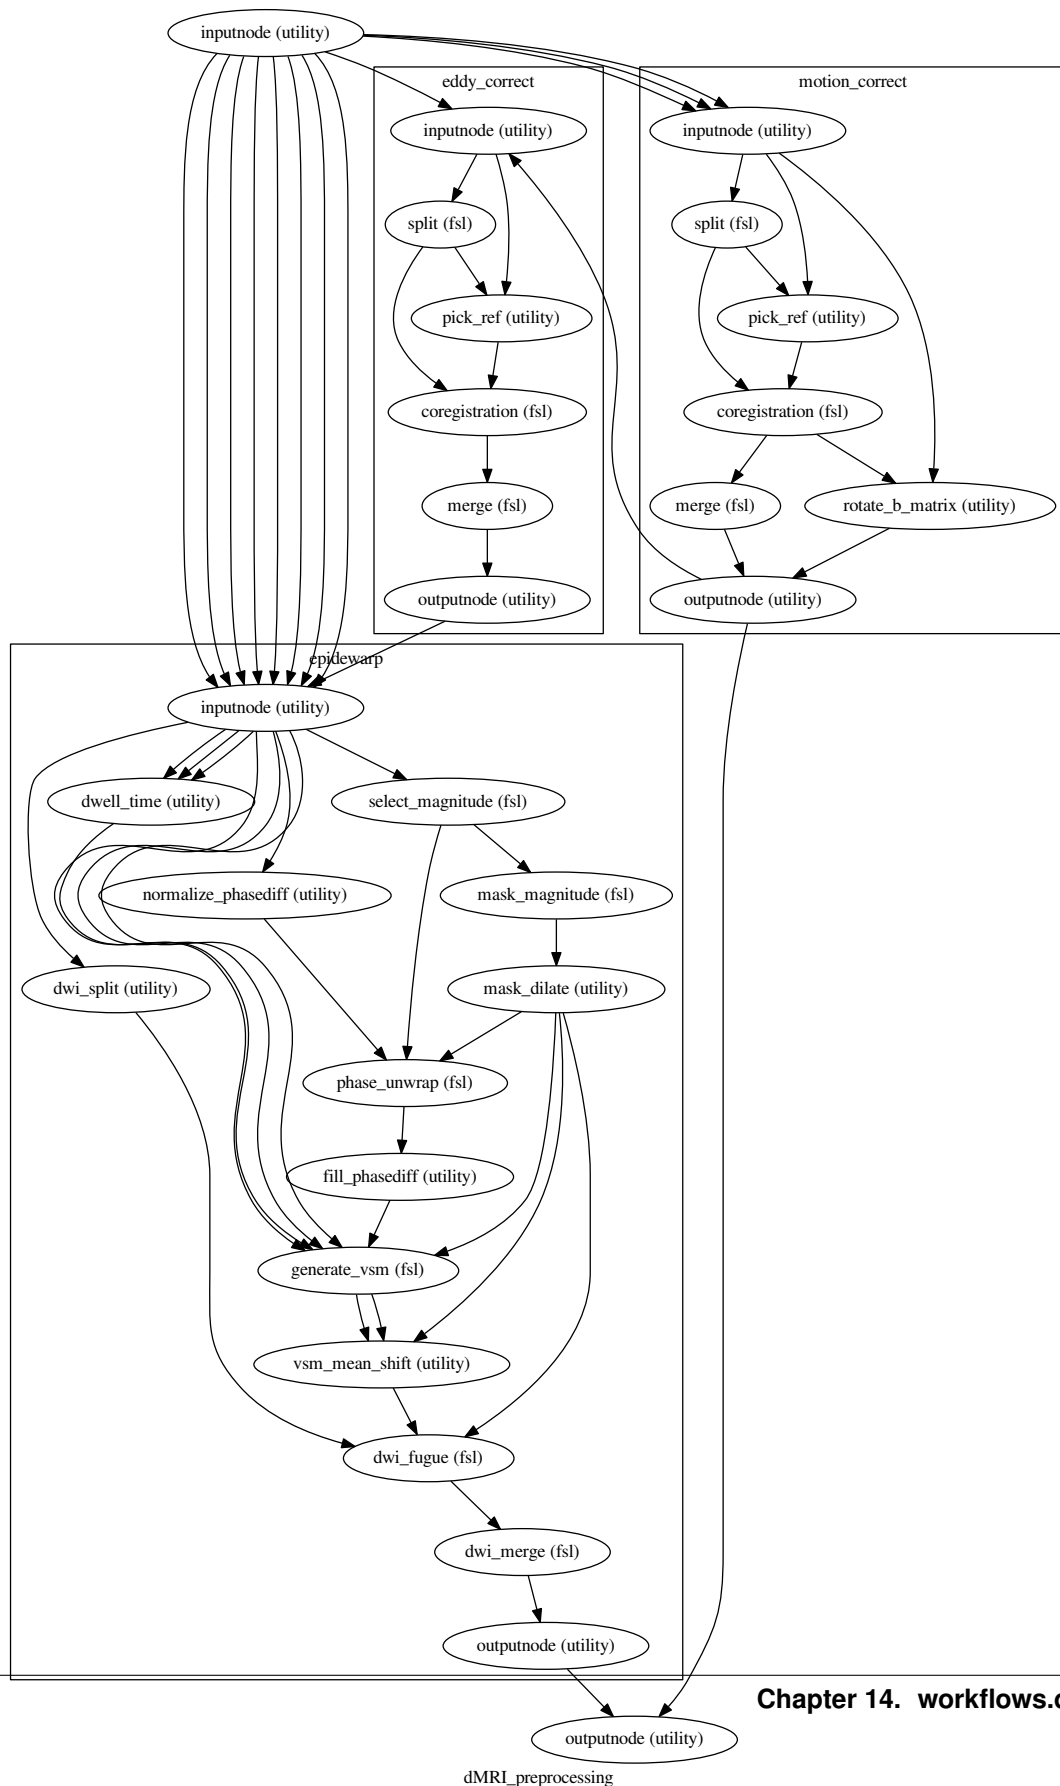 inputnode (utility)
eddy_correct
motion_correct
inputnode (utility)
inputnode (utility)
split (fsl)
split (fsl)
pick_ref (utility)
pick_ref (utility)
coregistration (fsl)
coregistration (fsl)
merge (fsl)
merge (fsl)
rotate_b_matrix (utility)
outputnode (utility)
outputnode (utility)
epidewarp
inputnode (utility)
dwell_time (utility)
select_magnitude (fsl)
normalize_phasediff (utility)
mask_magnitude (fsl)
dwi_split (utility)
mask_dilate (utility)
phase_unwrap (fsl)
fill_phasediff (utility)
generate_vsm (fsl)
vsm_mean_shift (utility)
dwi_fugue (fsl)
dwi_merge (fsl)
outputnode (utility)
Chapter 14. workflows.
outputnode (utility)
dMRI_preprocessing